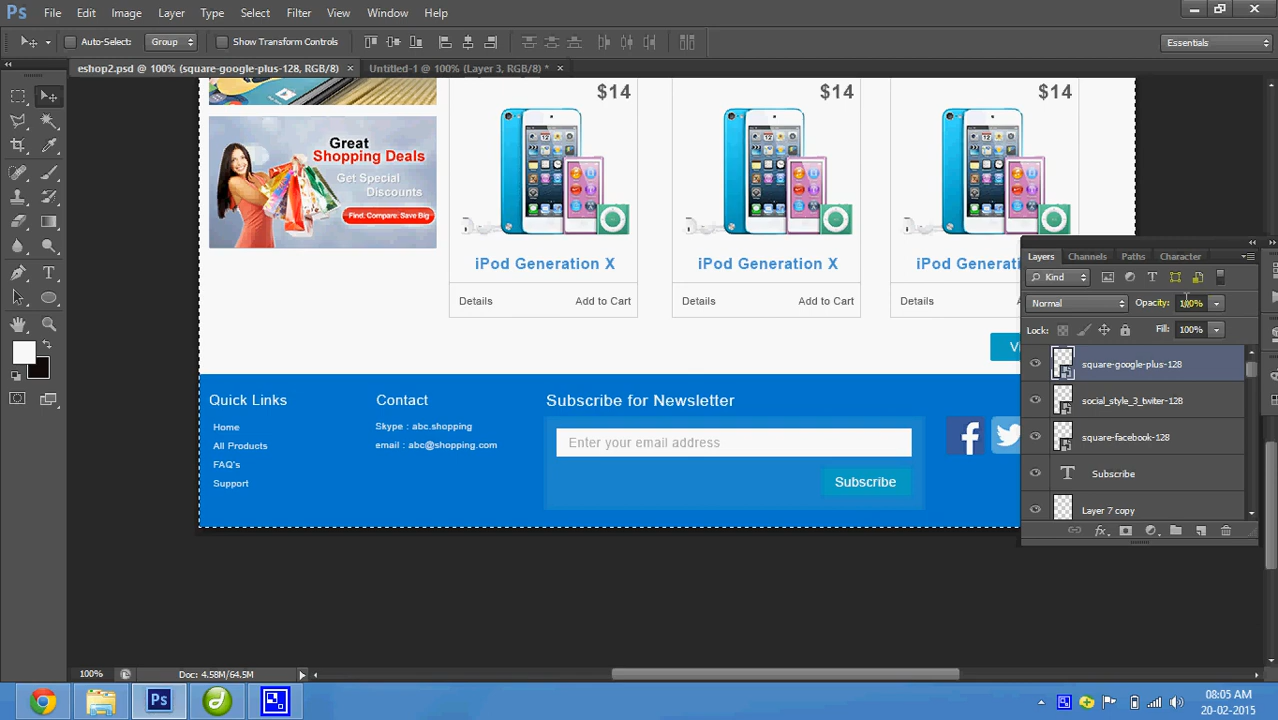 Ps File Edit Image Layer Type Select Filter View Window Help
Auto-Select: Group Show Transform Controls Essentials
eshop2.psd @ 100% (square-google-plus-128, RGB/8) × Untitled-1 @ 100% (Layer 3, RGB/8) * ×
$14 $14 $14
Great
Shopping Deals
Get Special
Discounts
Find. Compare: Save Big
iPod Generation X iPod Generation X iPod Genera
Details Add to Cart Details Add to Cart Details
Layers Channels Paths Character
Kind
Normal Opacity: 100%
Lock: Fill: 100%
square-google-plus-128
social_style_3_twiter-128
square-facebook-128
Subscribe
Layer 7 copy
fx
Quick Links Contact Subscribe for Newsletter
Home Skype : abc.shopping
All Products email : abc@shopping.com
FAQ's
Support
Enter your email address
Subscribe
100% Doc: 4.58M/64.5M
Ps
08:05 AM
20-02-2015